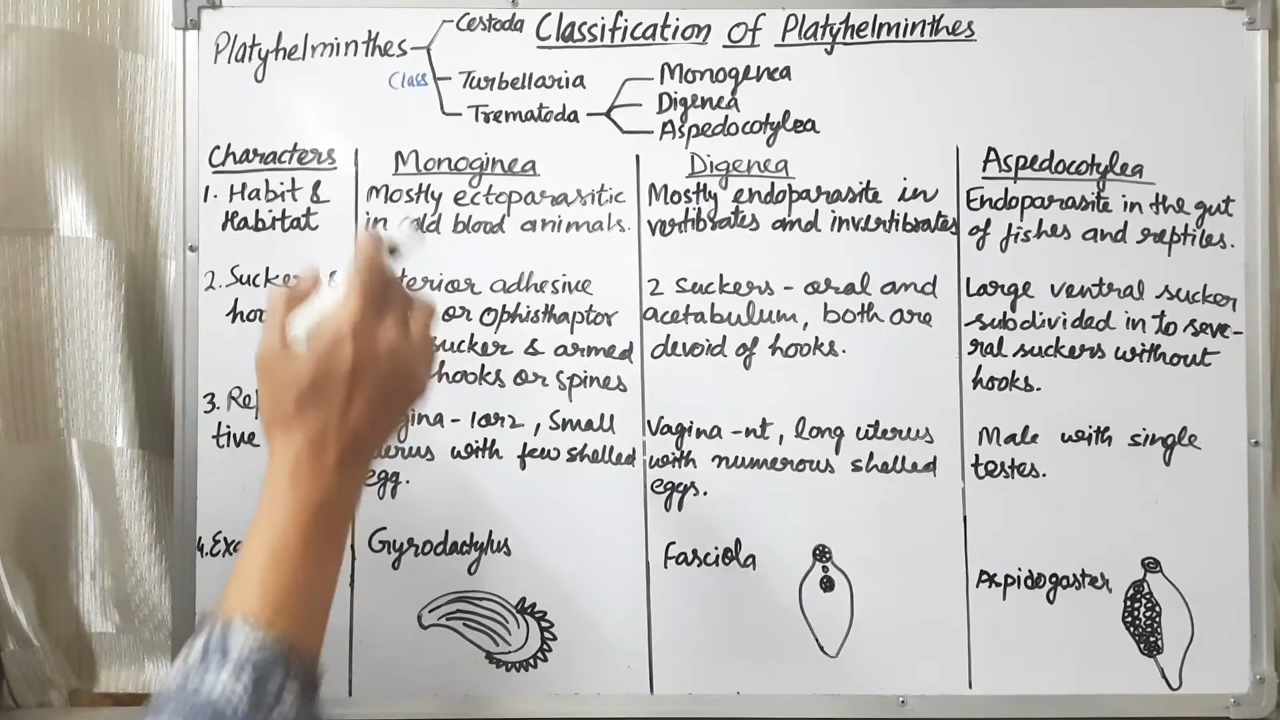 Classification of Platyhelminthes
Platyhelminthes
Class
Cestoda
Turbellaria
Trematoda
Monogenea
Digenea
Aspedocotylea
Characters
1. Habit &
Habitat
2. Sucker
3.
tive
4.
Monoginea
Mostly ectoparasitic
in blood animals.
adhesive
or Ophisthaptor
sucker & armed
hooks or spines
- 1 or 2, Small
with few shelled
egg.
Gyrodactylus
Digenea
Mostly endoparasite in
vertibrates and invertibrates
2 suckers - oral and
acetabulum, both are
devoid of hooks.
Vagina - nt, long uterus
with numerous shelled
eggs.
Fasciola
Aspedocotylea
Endoparasite in the gut
of fishes and reptiles.
Large ventral sucker
subdivided in to seve-
ral suckers without
hooks.
Male with single
testes.
Aspidogaster